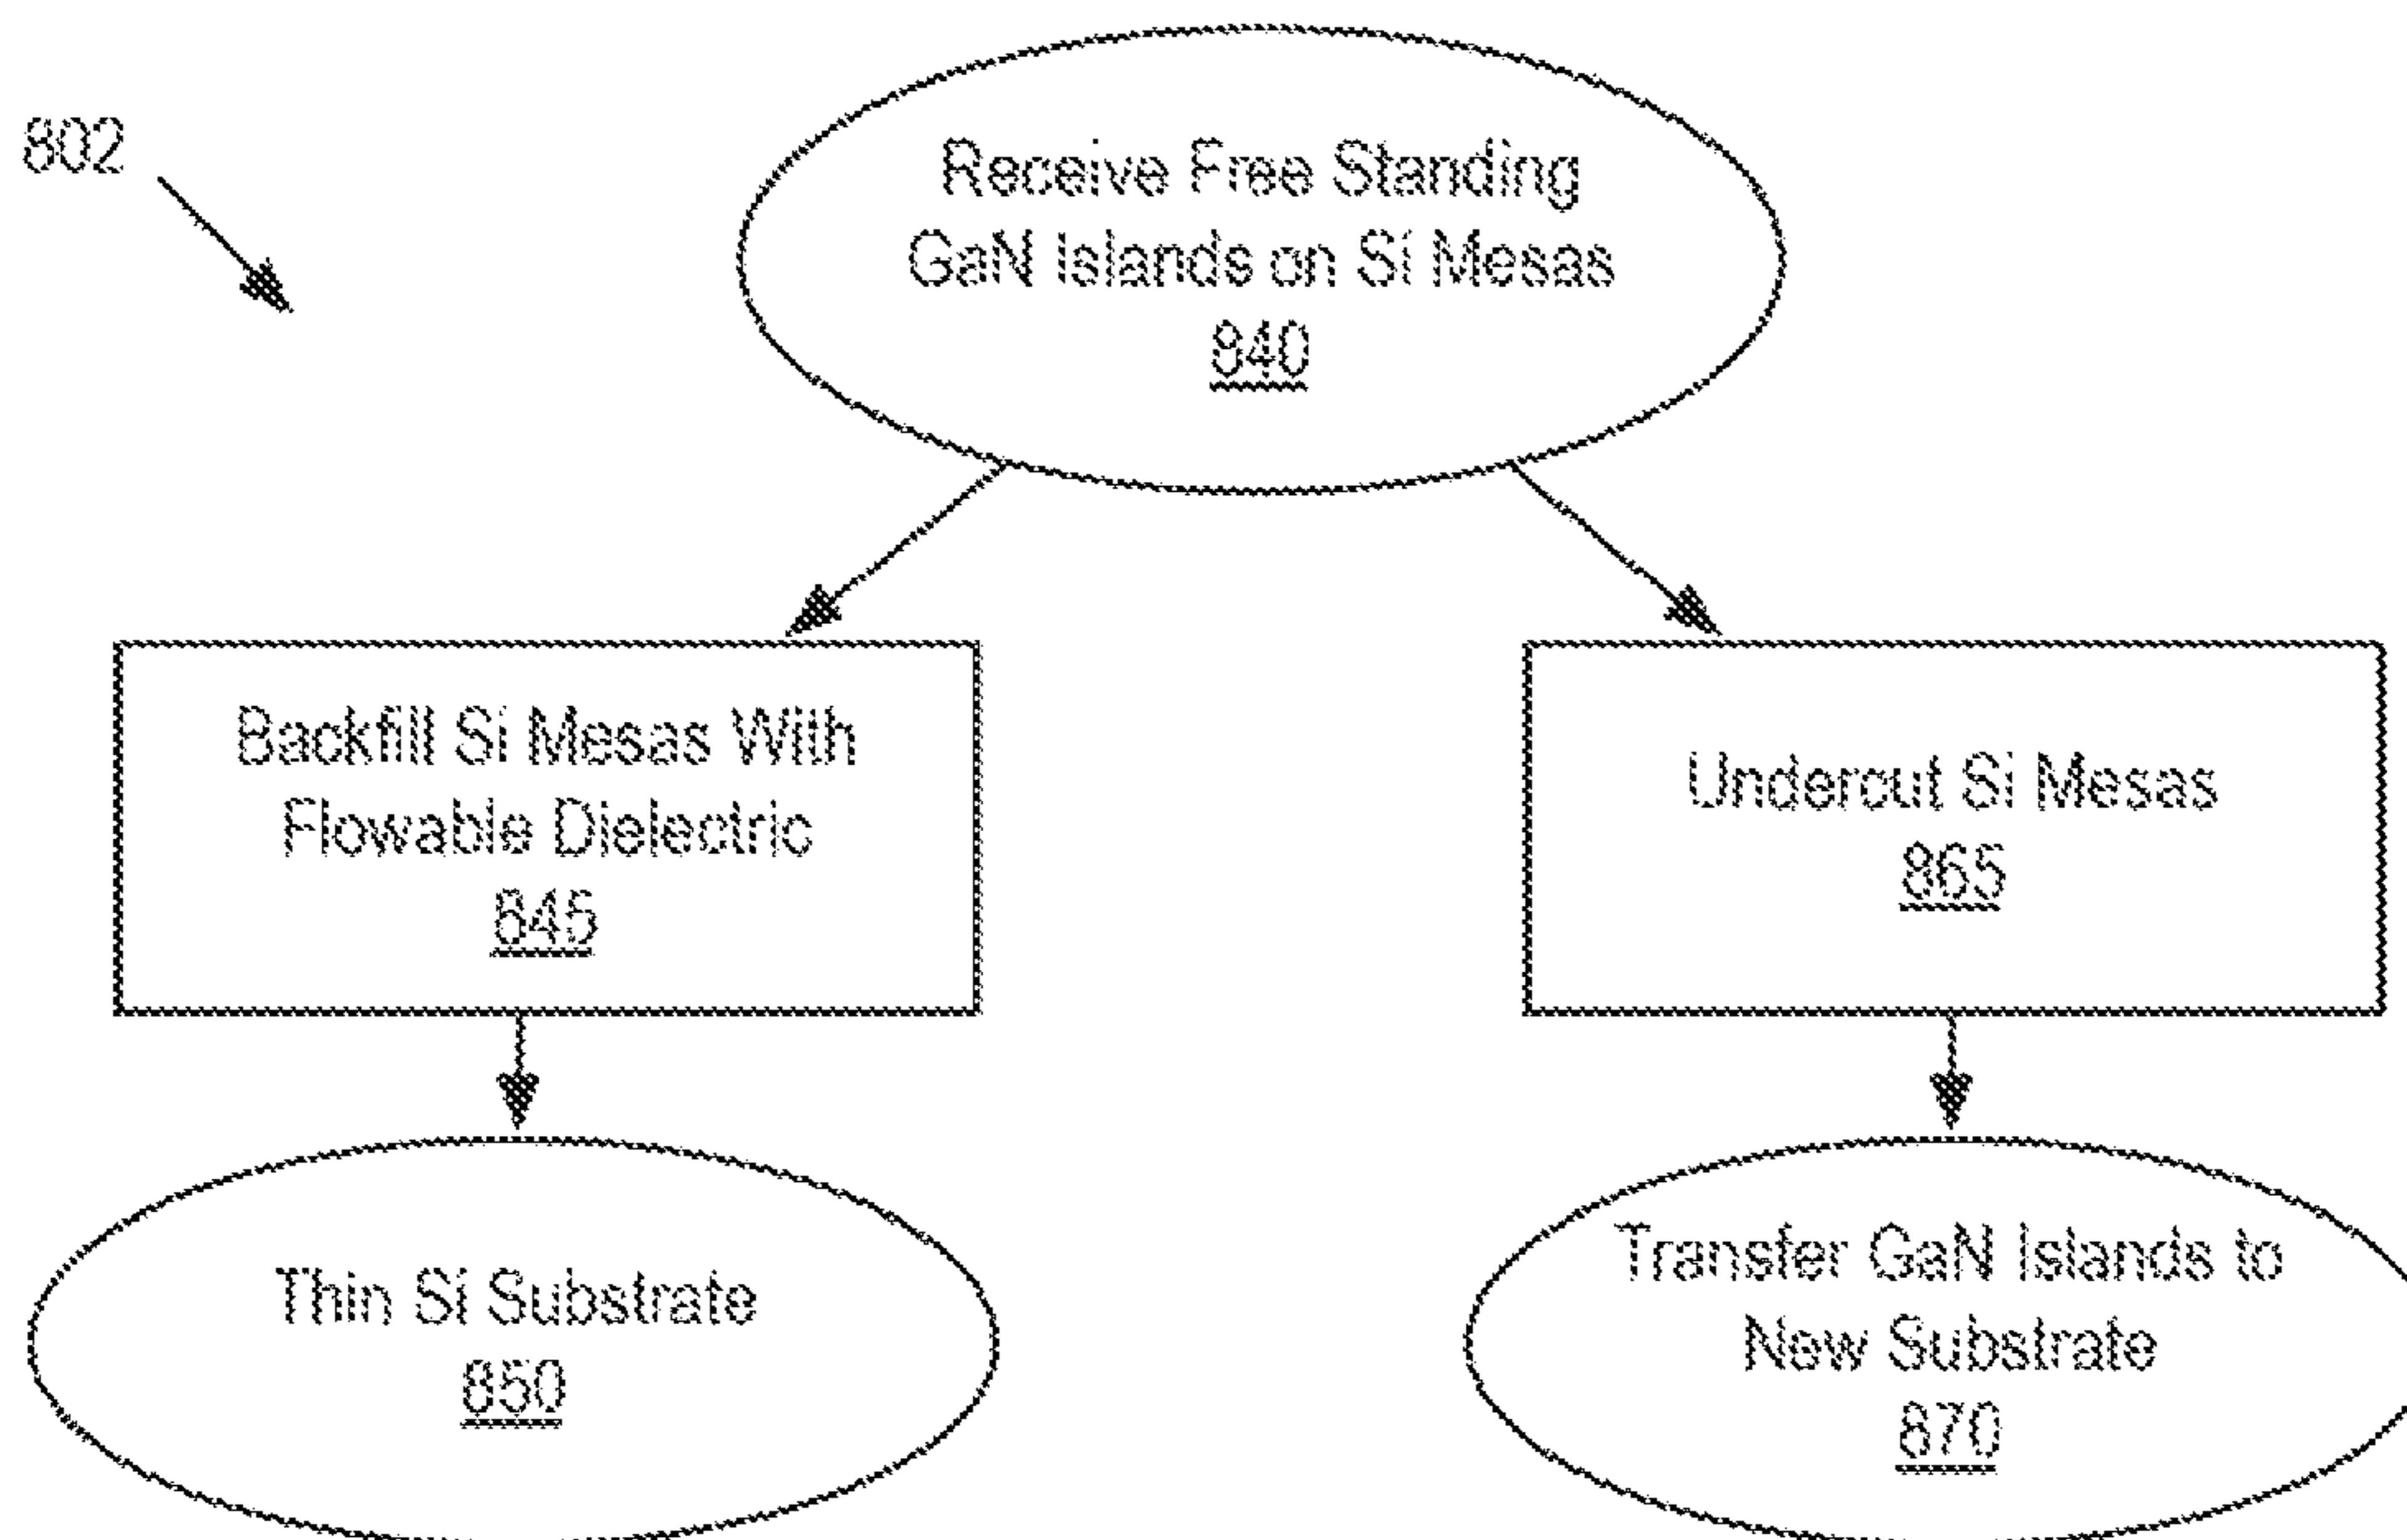 802
Receive Free Standing
GaN Islands on Si Mesas
840
Backfill Si Mesas With
Flowable Dielectric
845
Undercut Si Mesas
865
Thin Si Substrate
850
Transfer GaN Islands to
New Substrate
870